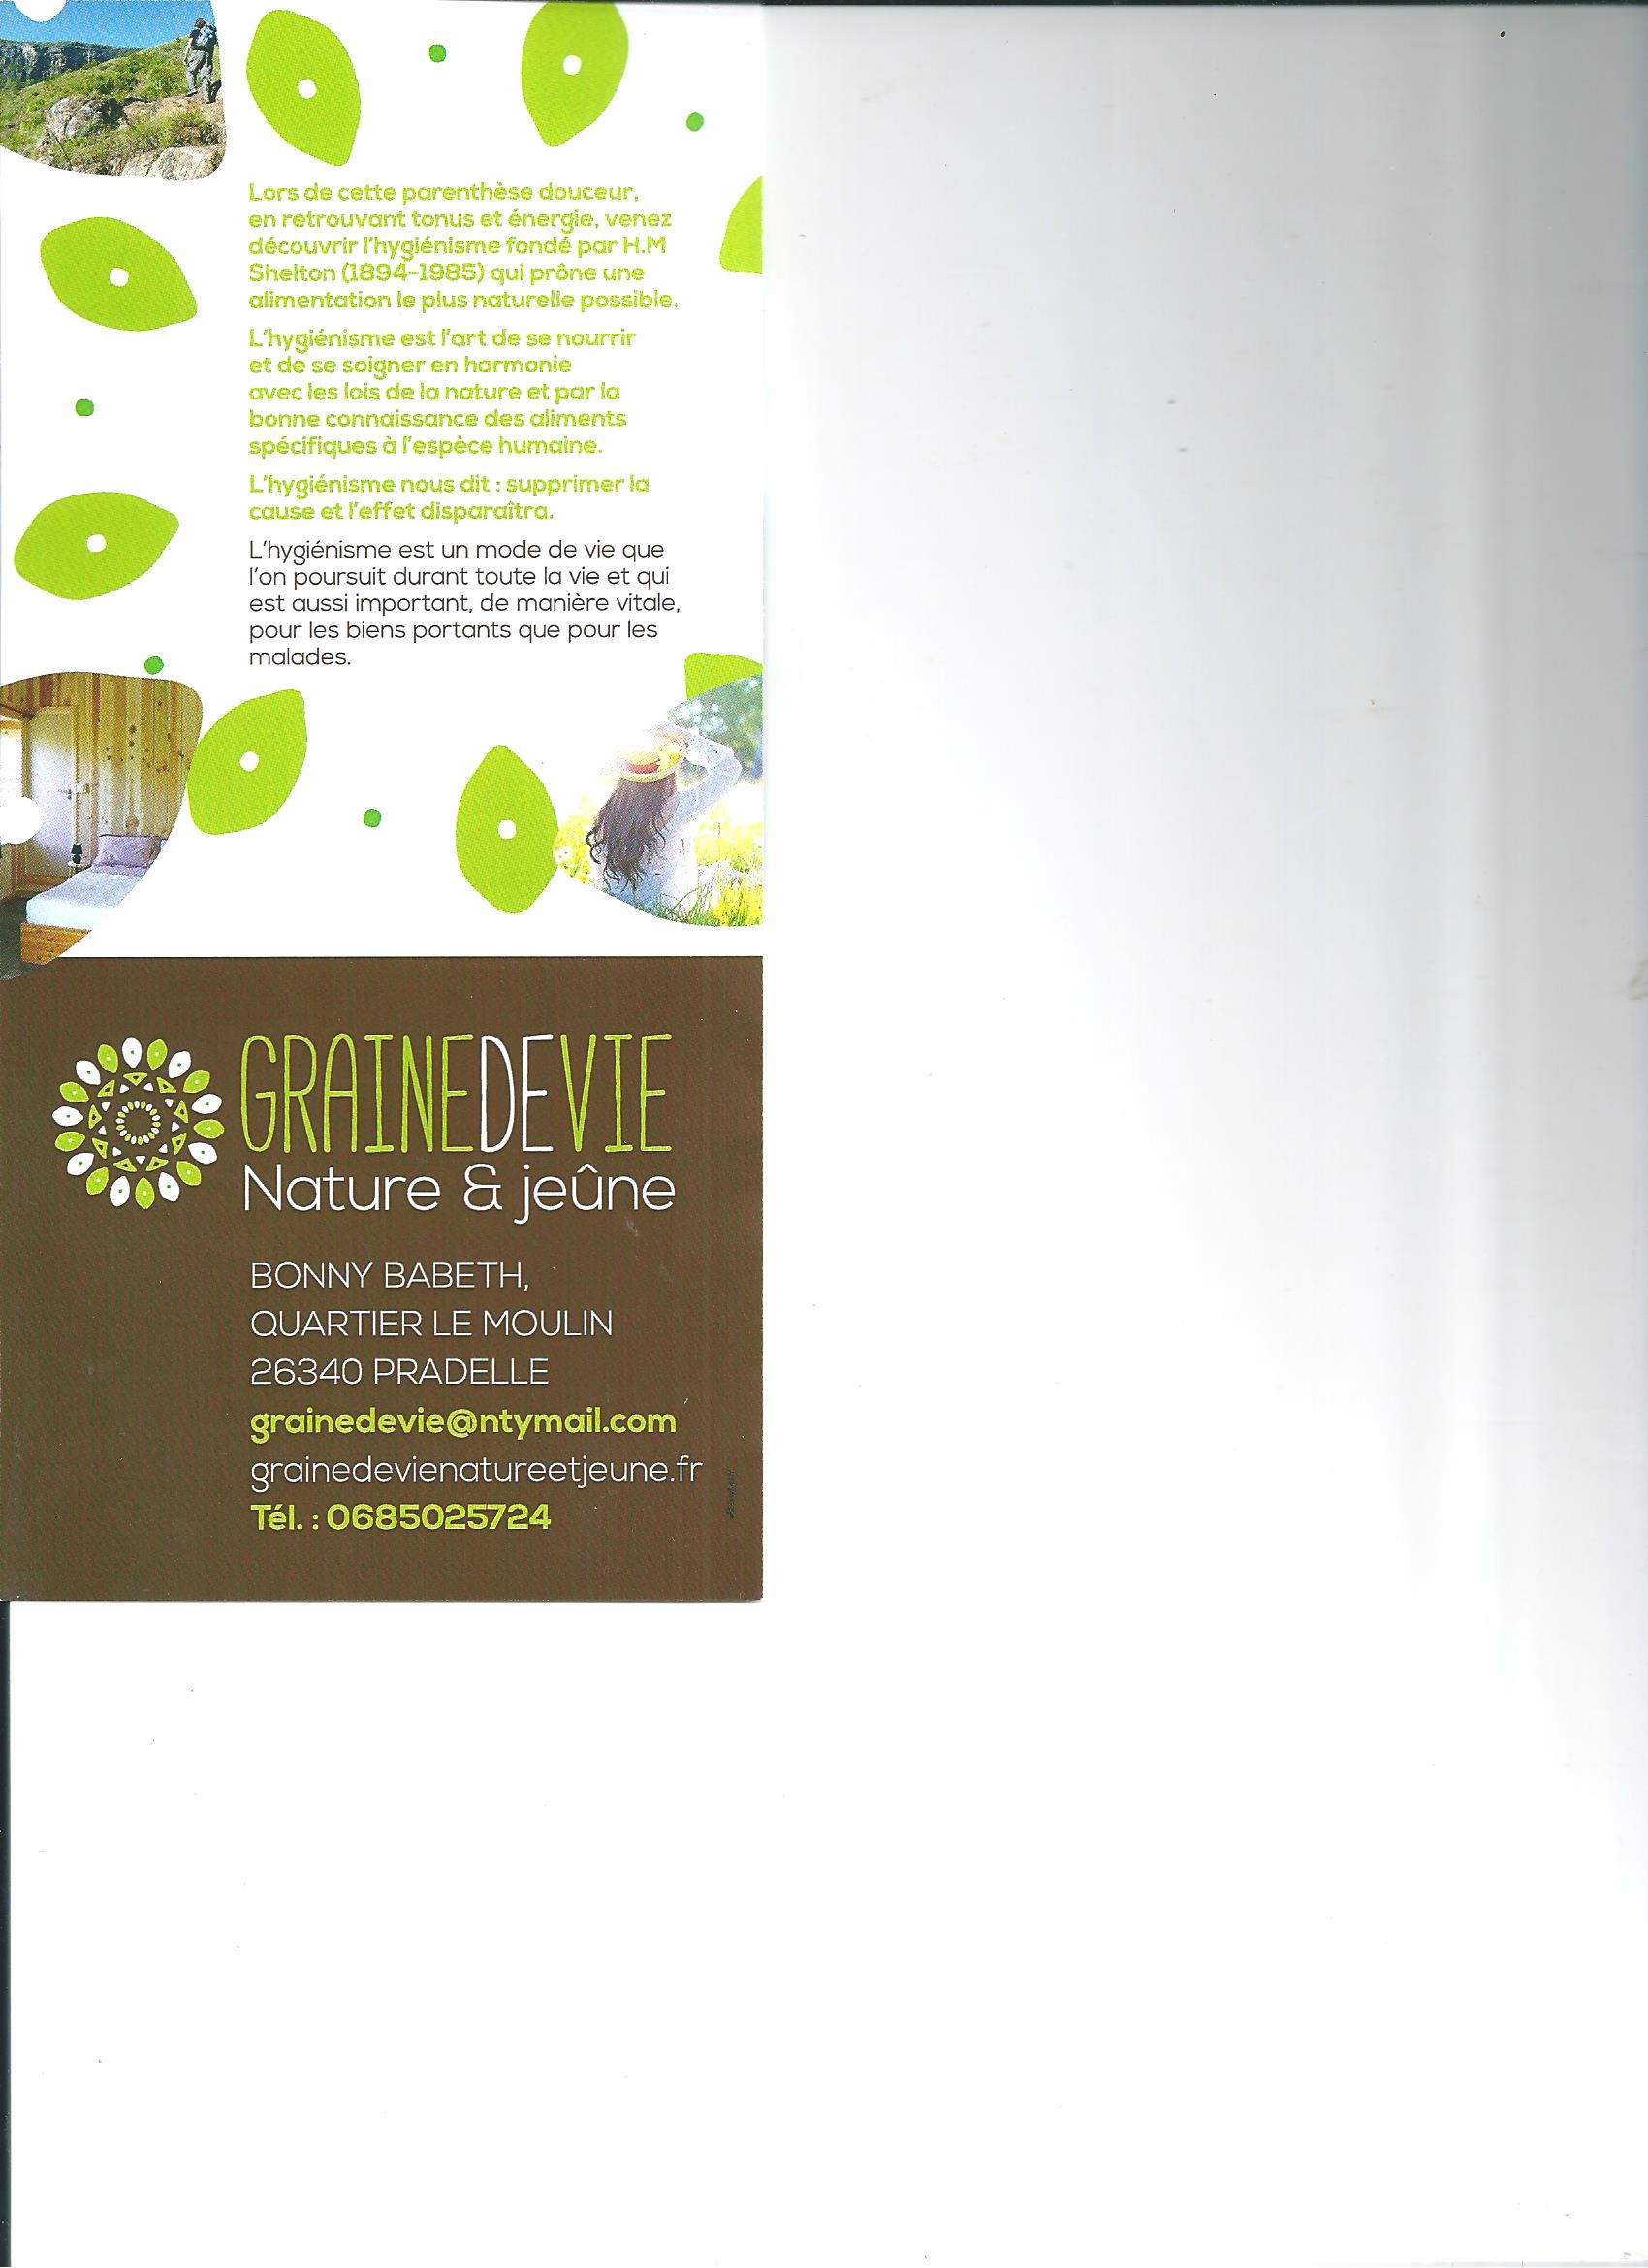 Lors de cette parenthèse douceur,
en retrouvant tonus et énergie, venez
découvrir l'hygiénisme fondé par H.M
Shelton (1894-1985) qui prône une
alimentation le plus naturelle possible.
L'hygiénisme est l'art de se nourrir
et de se soigner en harmonie
avec les lois de la nature et par la
bonne connaissance des aliments
spécifiques à l'espèce humaine.
L'hygiénisme nous dit : supprimer la
cause et l'effet disparaîtra.
L'hygiénisme est un mode de vie que
l'on poursuit durant toute la vie et qui
est aussi important, de manière vitale,
pour les biens portants que pour les
malades.
GRAINEDEVIE
Nature & jeûne
BONNY BABETH,
QUARTIER LE MOULIN
26340 PRADELLE
grainedevie@ntymail.com
grainedevienatureetjeune.fr
Tél. : 0685025724